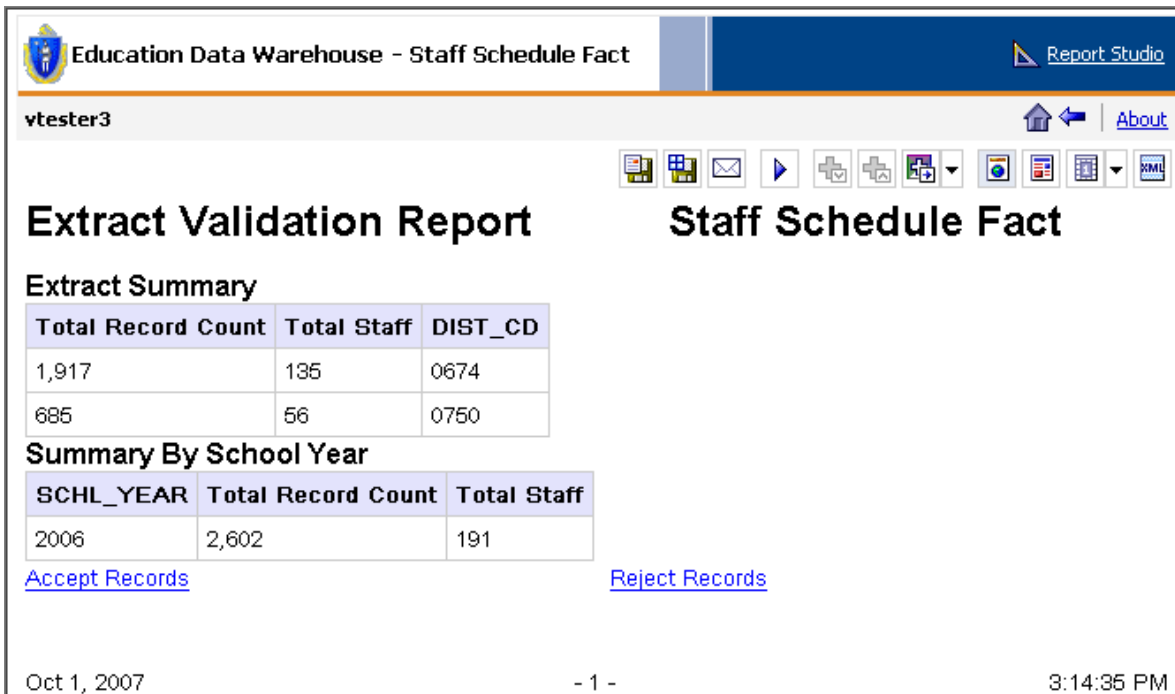 Education Data Warehouse - Staff Schedule Fact
Report Studio
vtester3
About
XML
Extract Validation Report
Staff Schedule Fact
Extract Summary
Total Record Count Total Staff DIST_CD
1,917 135 0674
685 56 0750
Summary By School Year
SCHL_YEAR Total Record Count Total Staff
2006 2,602 191
Accept Records
Reject Records
Oct 1, 2007
- 1 -
3:14:35 PM